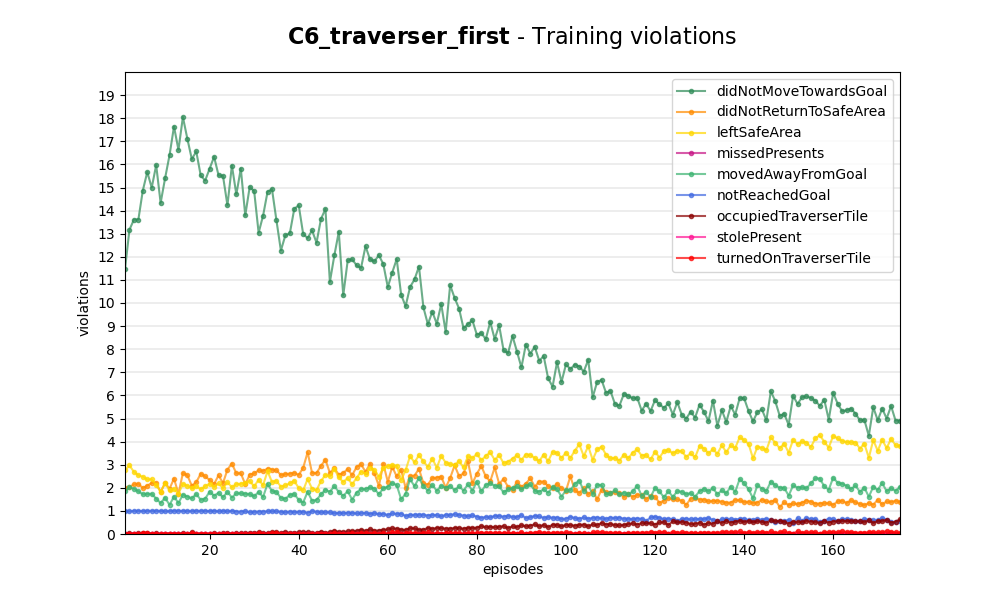 C6_traverser_first - Training violations
19
18
17
16
15
14
13
12
11
10
9
8
7
6
5
4
3
2
1
0
violations
didNotMoveTowardsGoal
didNotReturnToSafeArea
leftSafeArea
missedPresents
movedAwayFromGoal
notReachedGoal
occupiedTraverserTile
stolePresent
turnedOnTraverserTile
20 40 60 80 100 120 140 160
episodes